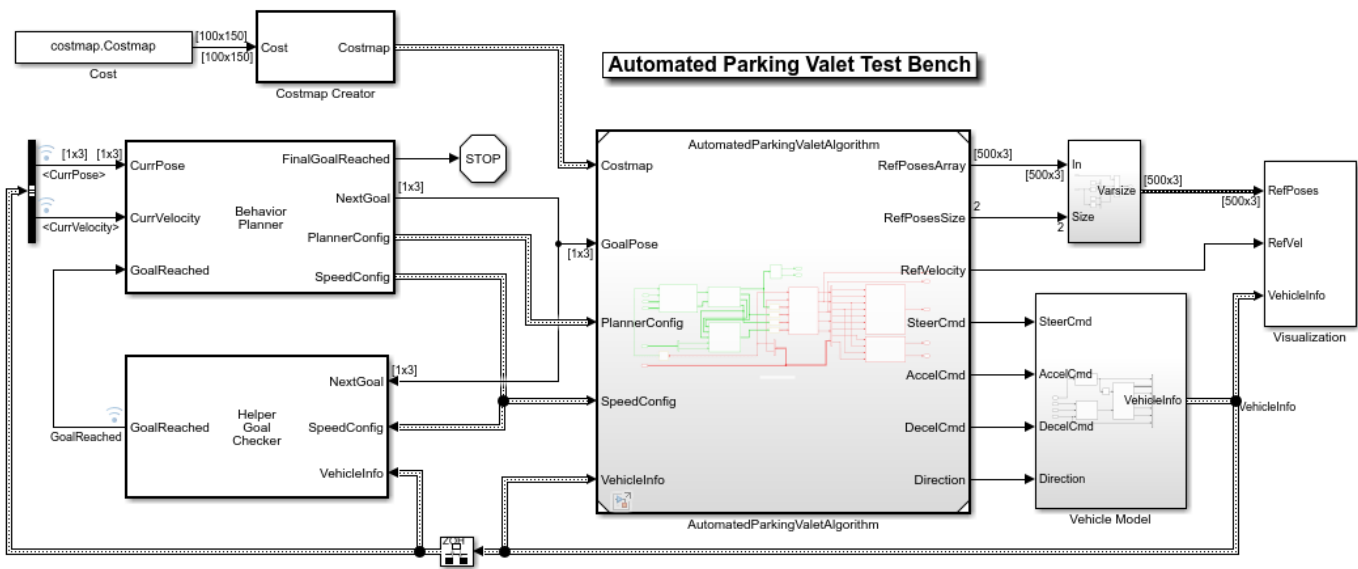 costmap.Costmap
Cost
[100x150]
[100x150]
Cost
Costmap
Costmap Creator
Automated Parking Valet Test Bench
[1x3]
[1x3]
<CurrPose>
<CurrVelocity>
CurrPose
CurrVelocity
GoalReached
Behavior
Planner
FinalGoalReached
NextGoal
PlannerConfig
SpeedConfig
STOP
[1x3]
[1x3]
GoalReached
GoalReached
Helper
Goal
Checker
NextGoal
SpeedConfig
VehicleInfo
[1x3]
ZOH
AutomatedParkingValetAlgorithm
Costmap
GoalPose
PlannerConfig
SpeedConfig
VehicleInfo
RefPosesArray
RefPosesSize
RefVelocity
SteerCmd
AccelCmd
DecelCmd
Direction
AutomatedParkingValetAlgorithm
[500x3]
[500x3]
2
2
In
Size
Varsize
[500x3]
[500x3]
SteerCmd
AccelCmd
DecelCmd
Direction
VehicleInfo
Vehicle Model
VehicleInfo
RefPoses
RefVel
VehicleInfo
Visualization